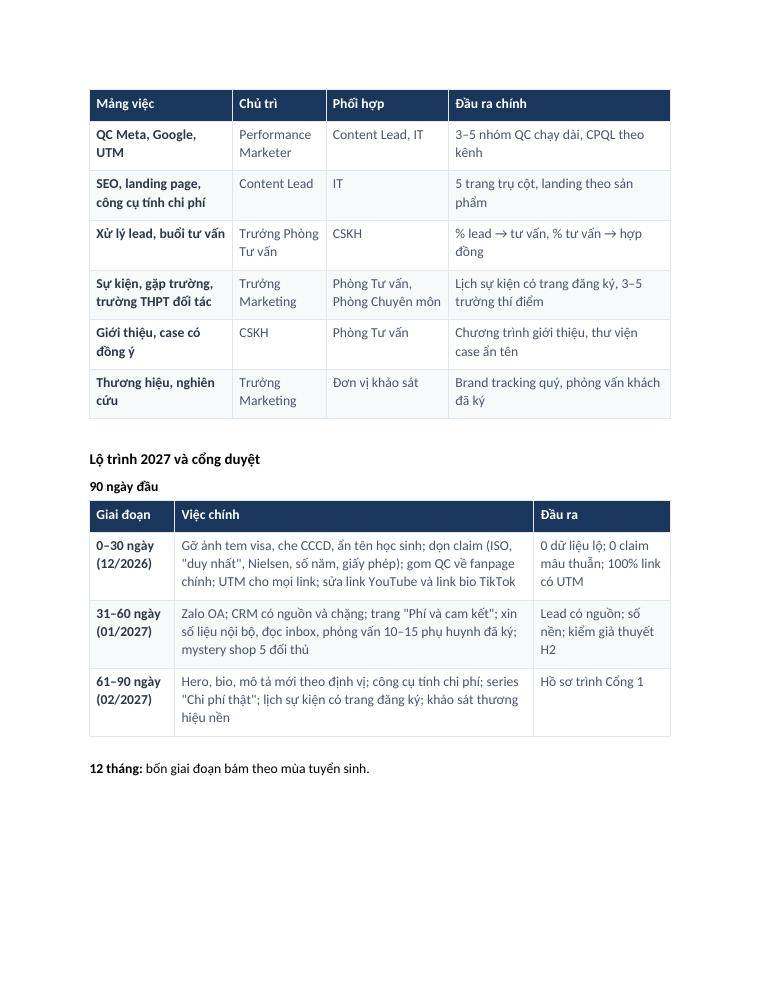 Mảng việc Chủ trì Phối hợp Đầu ra chính
QC Meta, Google, Performance Content Lead, IT 3–5 nhóm QC chạy dài, CPQL theo
UTM Marketer kênh
SEO, landing page, Content Lead IT 5 trang trụ cột, landing theo sản
công cụ tính chi phí phẩm
Xử lý lead, buổi tư vấn Trưởng Phòng CSKH % lead → tư vấn, % tư vấn → hợp
Tư vấn đồng
Sự kiện, gặp trường, Trưởng Phòng Tư vấn, Lịch sự kiện có trang đăng ký, 3–5
trường THPT đối tác Marketing Phòng Chuyên môn trường thí điểm
Giới thiệu, case có CSKH Phòng Tư vấn Chương trình giới thiệu, thư viện
đồng ý case ẩn tên
Thương hiệu, nghiên Trưởng Đơn vị khảo sát Brand tracking quý, phỏng vấn khách
cứu Marketing đã ký
Lộ trình 2027 và cổng duyệt
90 ngày đầu
Giai đoạn Việc chính Đầu ra
0–30 ngày Gỡ ảnh tem visa, che CCCD, ẩn tên học sinh; dọn claim (ISO, 0 dữ liệu lộ; 0 claim
(12/2026) "duy nhất", Nielsen, số năm, giấy phép); gom QC về fanpage mâu thuẫn; 100% link
chính; UTM cho mọi link; sửa link YouTube và link bio TikTok có UTM
31–60 ngày Zalo OA; CRM có nguồn và chặng; trang "Phí và cam kết"; xin Lead có nguồn; số
(01/2027) số liệu nội bộ, đọc inbox, phỏng vấn 10–15 phụ huynh đã ký; nền; kiểm giả thuyết
mystery shop 5 đối thủ H2
61–90 ngày Hero, bio, mô tả mới theo định vị; công cụ tính chi phí; series Hồ sơ trình Cổng 1
(02/2027) "Chi phí thật"; lịch sự kiện có trang đăng ký; khảo sát thương
hiệu nền
12 tháng: bốn giai đoạn bám theo mùa tuyển sinh.